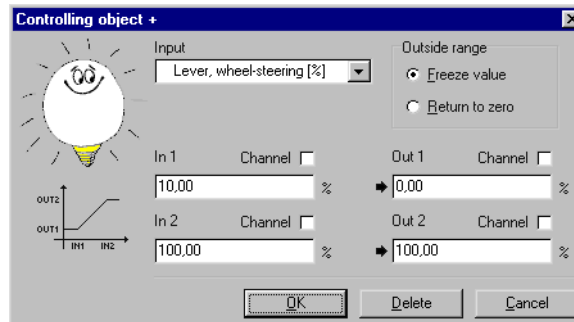 Controlling object +
Input
Lever, wheel-steering [%]
Outside range
Freeze value
Return to zero
In 1 Channel
10,00 %
Out 1 Channel
0,00 %
In 2 Channel
100,00 %
Out 2 Channel
100,00 %
OUT2
OUT1
IN1 IN2
OK Delete Cancel